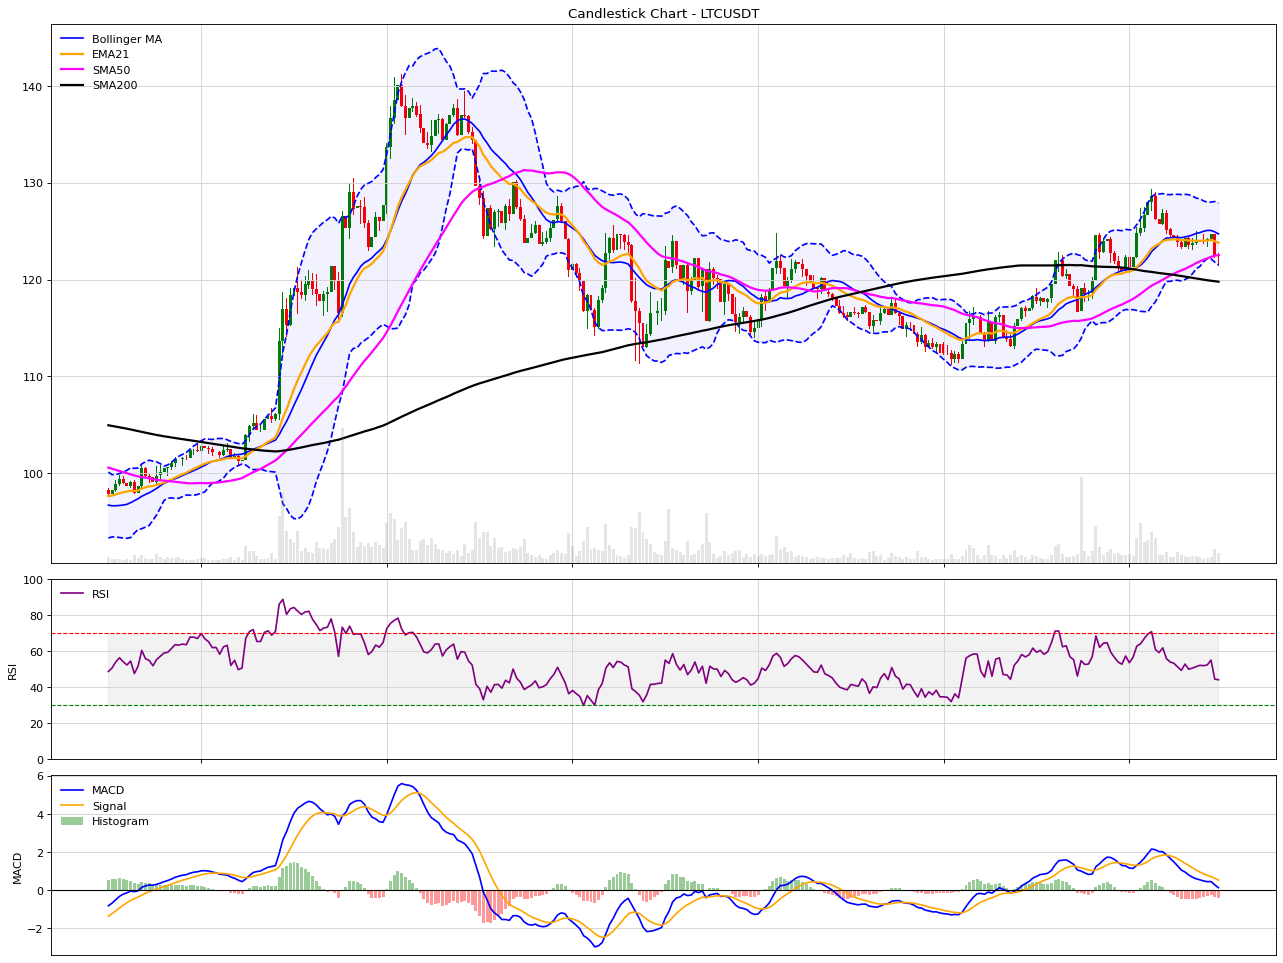 Candlestick Chart - LTCUSDT
Bollinger MA
EMA21
SMA50
SMA200
140
130
120
110
100
RSI
100
80
60
40
20
0
RSI
MACD
Signal
Histogram
6
4
2
0
−2
MACD